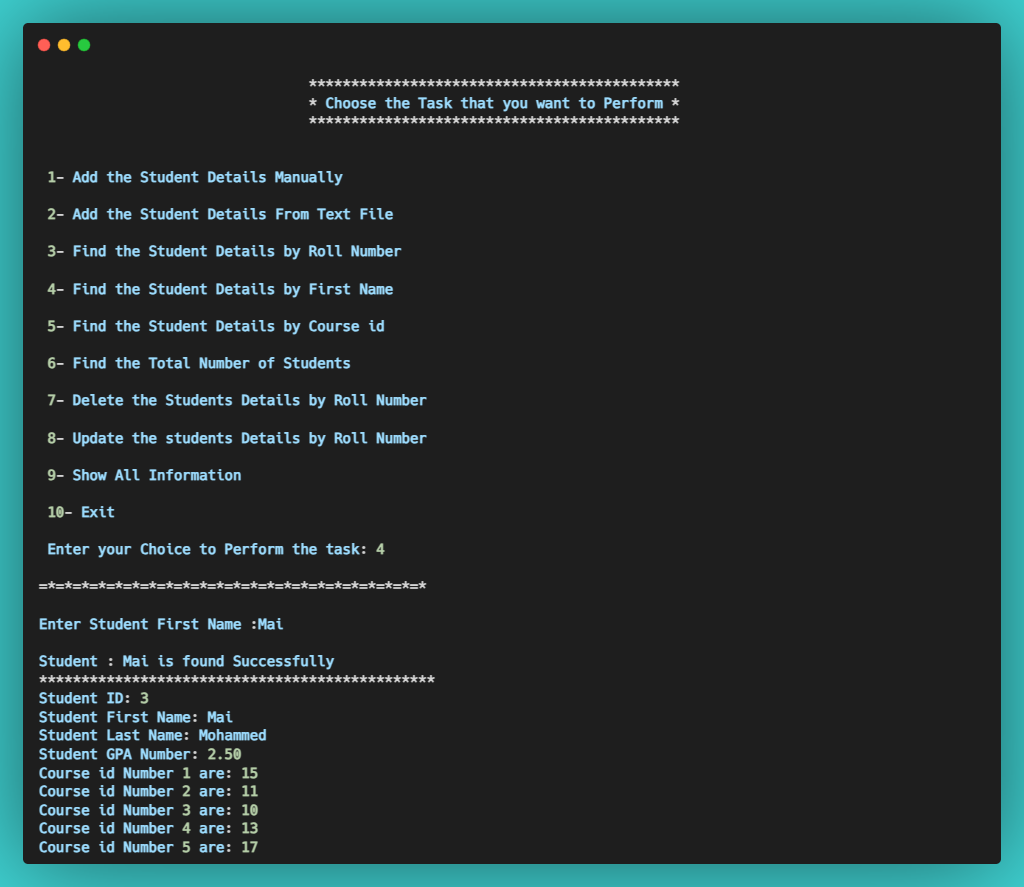 ********************************************
* Choose the Task that you want to Perform *
********************************************
1- Add the Student Details Manually
2- Add the Student Details From Text File
3- Find the Student Details by Roll Number
4- Find the Student Details by First Name
5- Find the Student Details by Course id
6- Find the Total Number of Students
7- Delete the Students Details by Roll Number
8- Update the students Details by Roll Number
9- Show All Information
10- Exit
Enter your Choice to Perform the task: 4
=*=*=*=*=*=*=*=*=*=*=*=*=*=*=*=*=*=*=*=*=*=*=*
Enter Student First Name :Mai
Student : Mai is found Successfully
***********************************************
Student ID: 3
Student First Name: Mai
Student Last Name: Mohammed
Student GPA Number: 2.50
Course id Number 1 are: 15
Course id Number 2 are: 11
Course id Number 3 are: 10
Course id Number 4 are: 13
Course id Number 5 are: 17